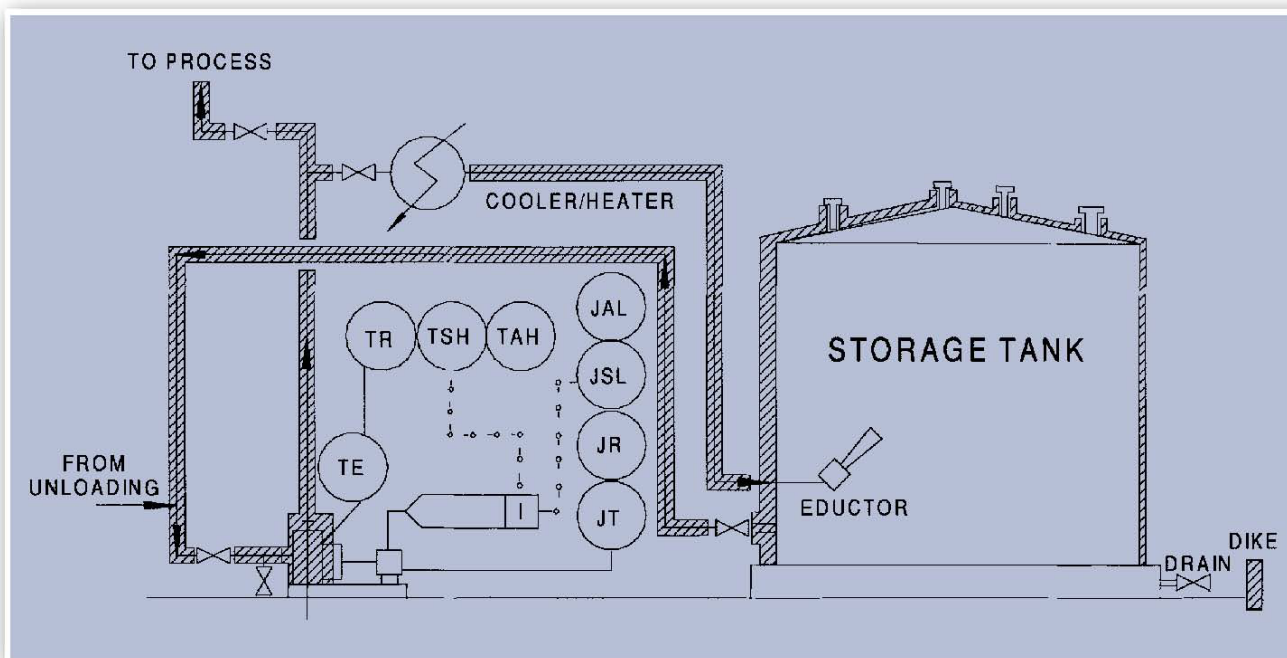 TO PROCESS
COOLER/HEATER
JAL
TR
TSH
TAH
JSL
STORAGE TANK
JR
FROM
UNLOADING
TE
JT
I
EDUCTOR
DIKE
DRAIN